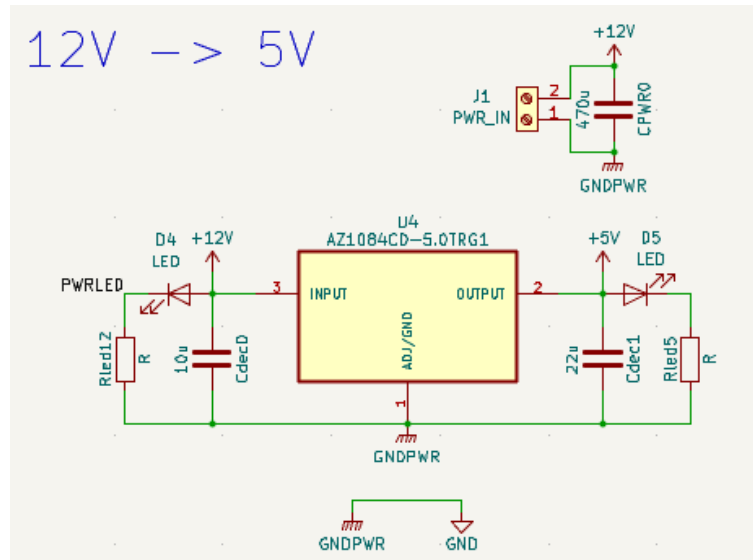 12V -> 5V
+12V
J1
PWR_IN
2
1
470u
CPWR0
GNDPWR
U4
AZ1084CD-5.0TRG1
D4
LED
+12V
+5V
D5
LED
PWRLED
3
INPUT
OUTPUT
2
ADJ/GND
1
Rled12
R
10u
CdecD
22u
Cdec1
Rled5
R
GNDPWR
GNDPWR
GND